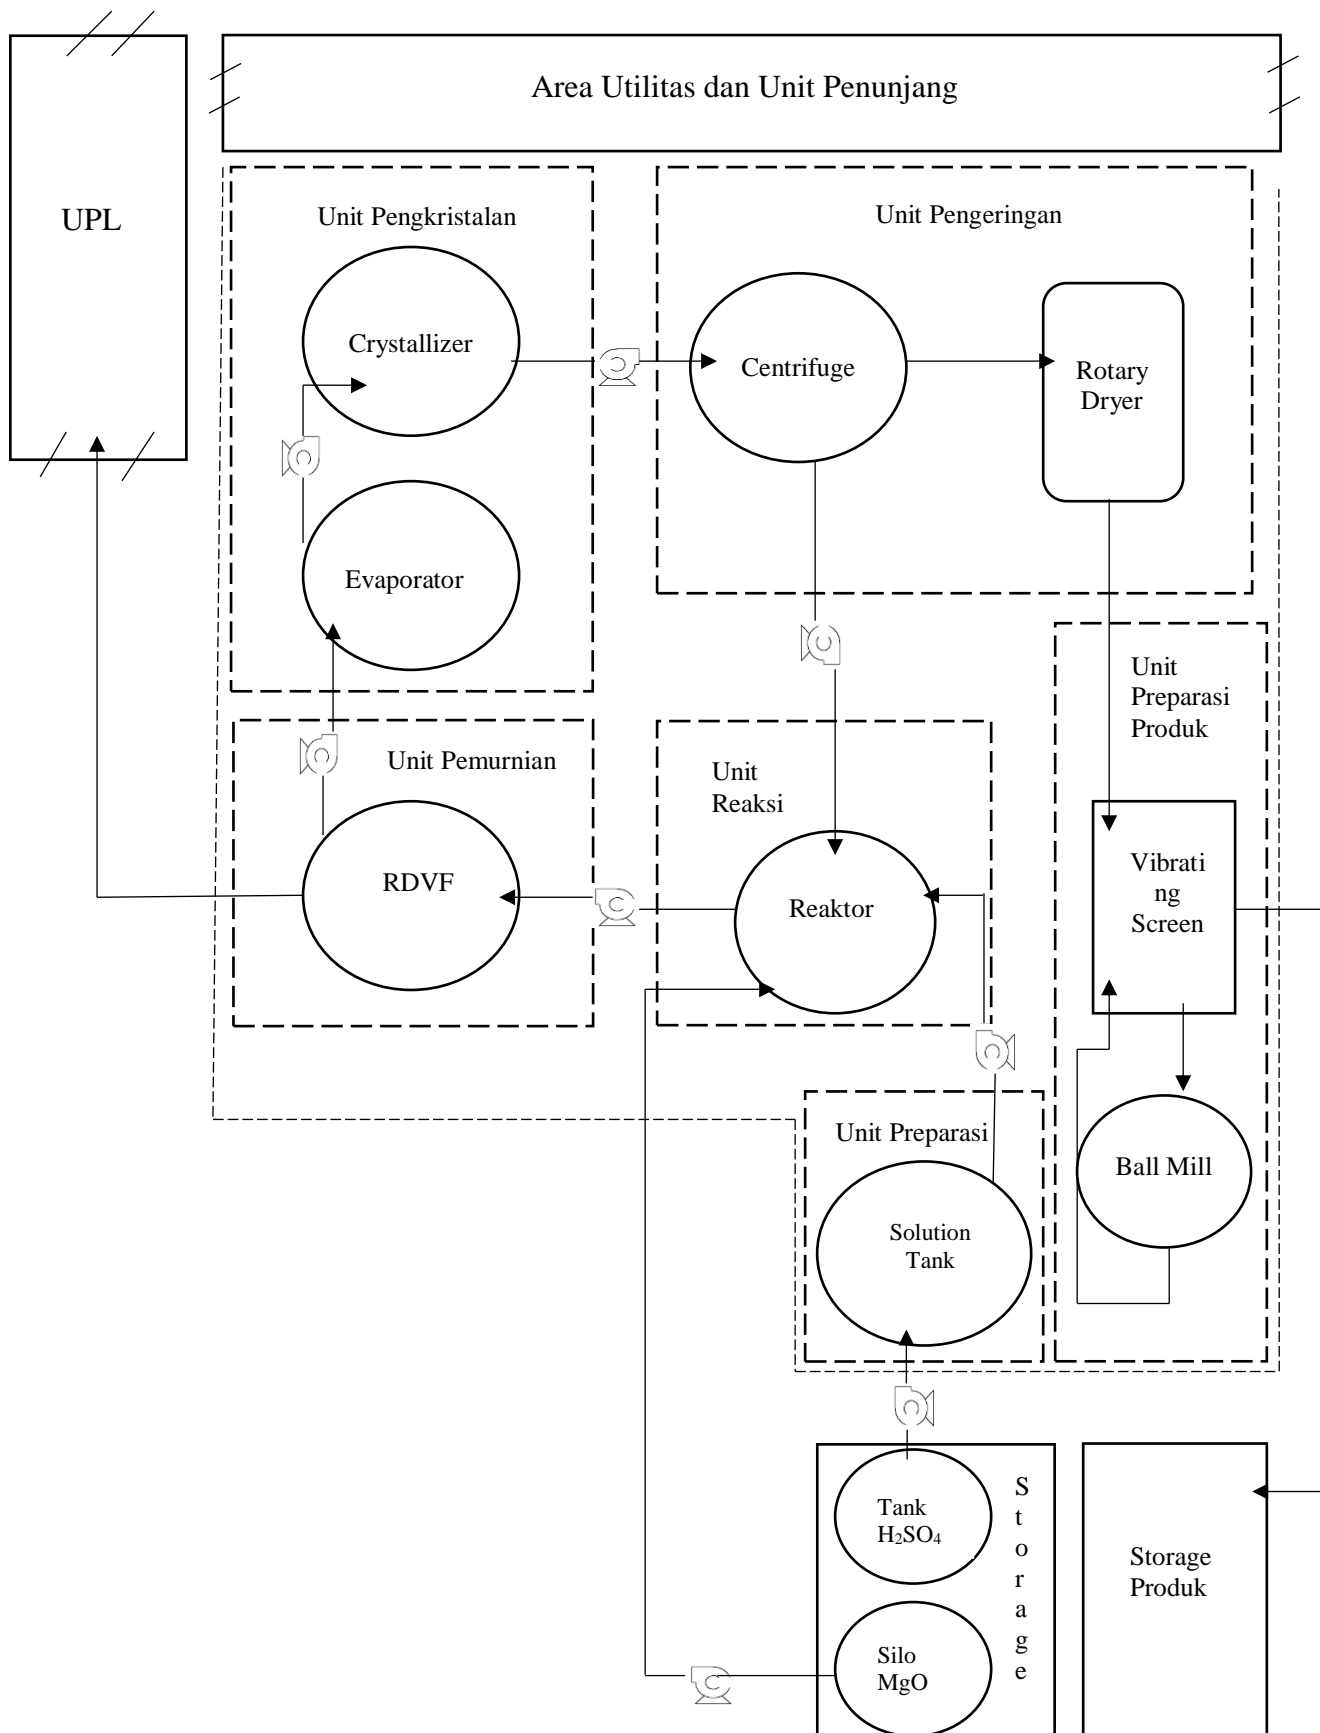 Area Utilitas dan Unit Penunjang
UPL
Unit Pengkristalan
Unit Pengeringan
Crystallizer
Centrifuge
Rotary
Dryer
Evaporator
Unit
Preparasi
Produk
Unit Pemurnian
Unit
Reaksi
RDVF
Reaktor
Vibrati
ng
Screen
Unit Preparasi
Ball Mill
Solution
Tank
Tank
H₂SO₄
S
t
o
r
a
g
e
Storage
Produk
Silo
MgO